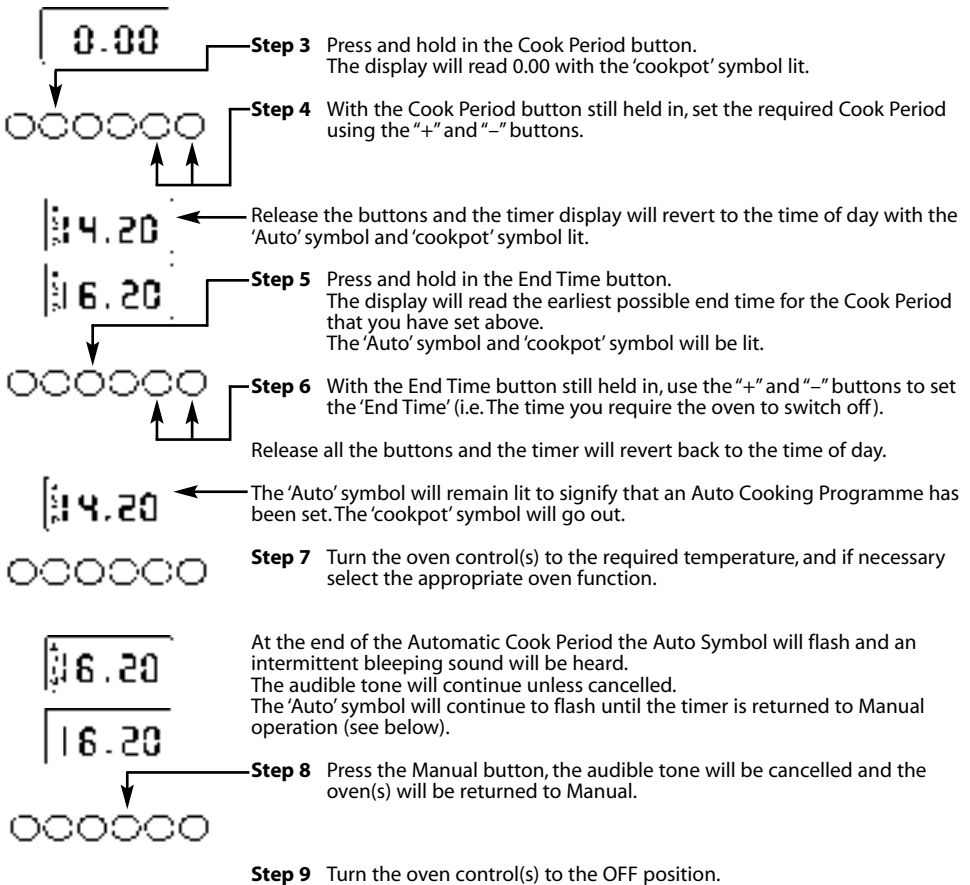 0.00
Step 3 Press and hold in the Cook Period button.
The display will read 0.00 with the 'cookpot' symbol lit.
Step 4 With the Cook Period button still held in, set the required Cook Period
using the "+" and "–" buttons.
14.20
Release the buttons and the timer display will revert to the time of day with the
'Auto' symbol and 'cookpot' symbol lit.
16.20
Step 5 Press and hold in the End Time button.
The display will read the earliest possible end time for the Cook Period
that you have set above.
The 'Auto' symbol and 'cookpot' symbol will be lit.
Step 6 With the End Time button still held in, use the "+" and "–" buttons to set
the 'End Time' (i.e. The time you require the oven to switch off).
Release all the buttons and the timer will revert back to the time of day.
14.20
The 'Auto' symbol will remain lit to signify that an Auto Cooking Programme has
been set. The 'cookpot' symbol will go out.
Step 7 Turn the oven control(s) to the required temperature, and if necessary
select the appropriate oven function.
16.20
At the end of the Automatic Cook Period the Auto Symbol will flash and an
intermittent bleeping sound will be heard.
The audible tone will continue unless cancelled.
The 'Auto' symbol will continue to flash until the timer is returned to Manual
operation (see below).
16.20
Step 8 Press the Manual button, the audible tone will be cancelled and the
oven(s) will be returned to Manual.
Step 9 Turn the oven control(s) to the OFF position.